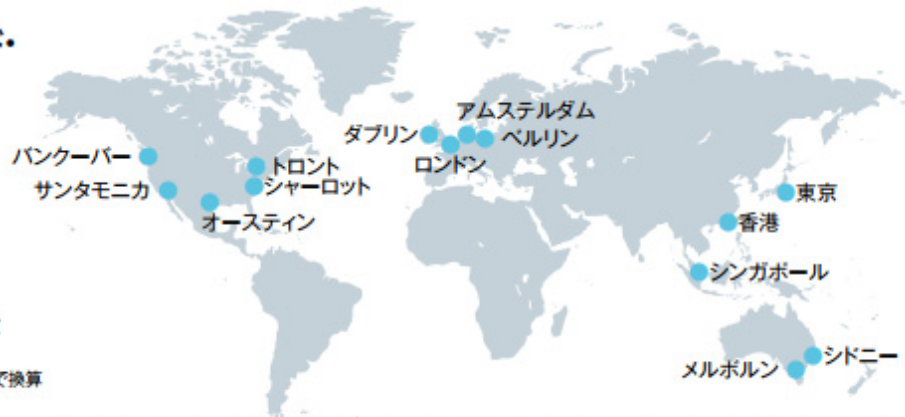 アムステルダム
ダブリン
ベルリン
ロンドン
バンクーバー
トロント
サンタモニカ
シャーロット
オースティン
東京
香港
シンガポール
シドニー
メルボルン
で換算